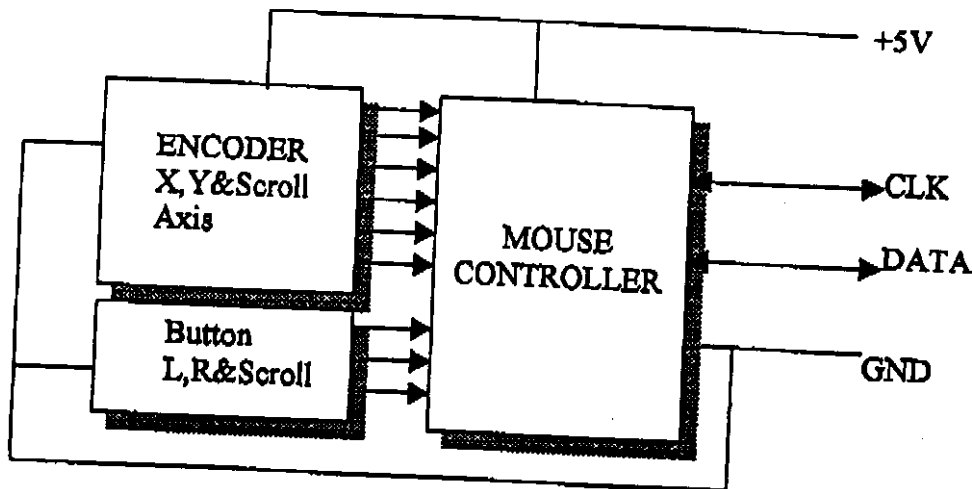 +5V
ENCODER
X,Y&Scroll
Axis
MOUSE
CONTROLLER
CLK
DATA
Button
L,R&Scroll
GND